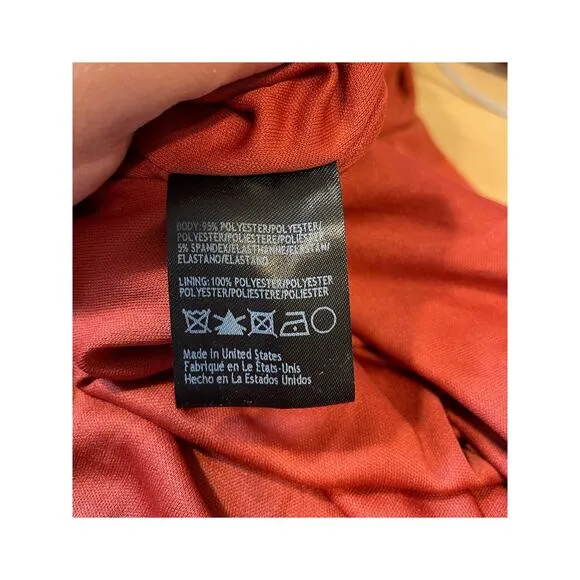 BODY: 95% POLYESTER/POLYESTER/
POLYESTER/POLIESTERE/POLIESTER
5% SPANDEX/ELASTHANNE/ELASTAN/
ELASTANO/ELASTANO
LINING: 100% POLYESTER/POLYESTER
POLYESTER/POLIESTERE/POLIESTER
Made in United States
Fabriqué en Le États-Unis
Hecho en La Estados Unidos